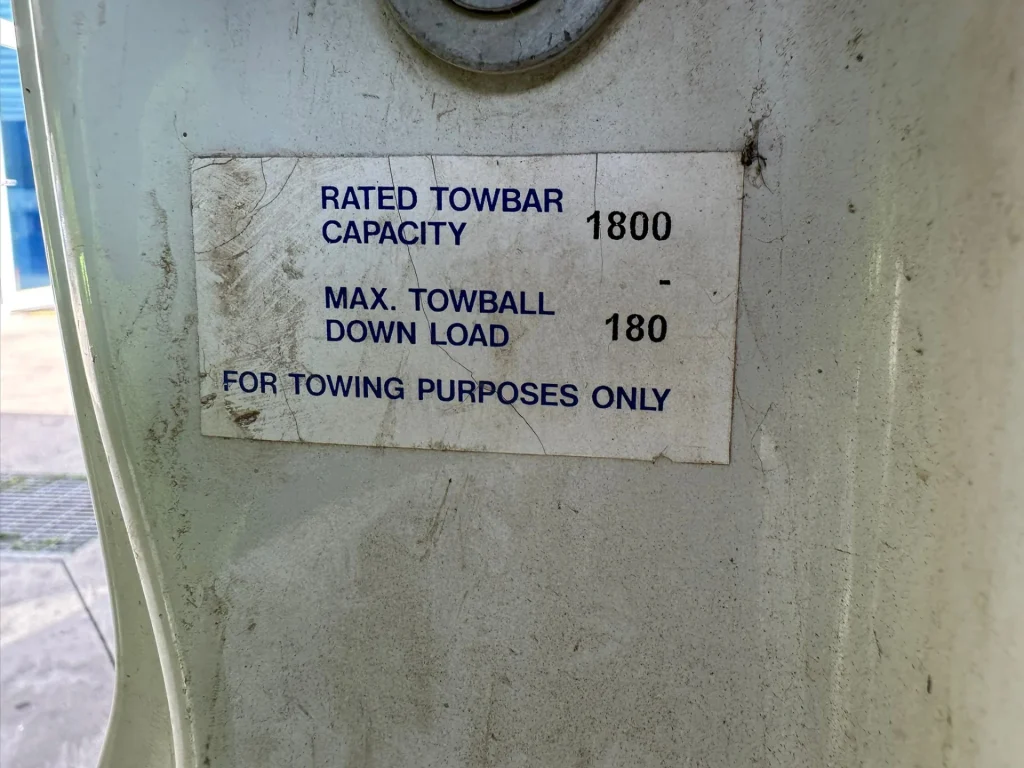 RATED TOWBAR
CAPACITY 1800
-
MAX. TOWBALL
DOWN LOAD 180
FOR TOWING PURPOSES ONLY